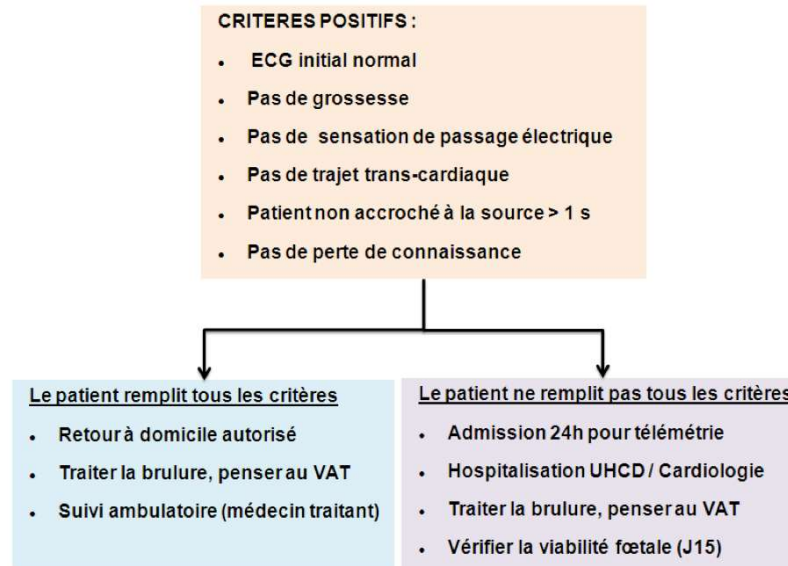 CRITERES POSITIFS :
• ECG initial normal
• Pas de grossesse
• Pas de sensation de passage électrique
• Pas de trajet trans-cardiaque
• Patient non accroché à la source > 1 s
• Pas de perte de connaissance
Le patient remplit tous les critères
• Retour à domicile autorisé
• Traiter la brulure, penser au VAT
• Suivi ambulatoire (médecin traitant)
Le patient ne remplit pas tous les critères
• Admission 24h pour télémétrie
• Hospitalisation UHCD / Cardiologie
• Traiter la brulure, penser au VAT
• Vérifier la viabilité fœtale (J15)